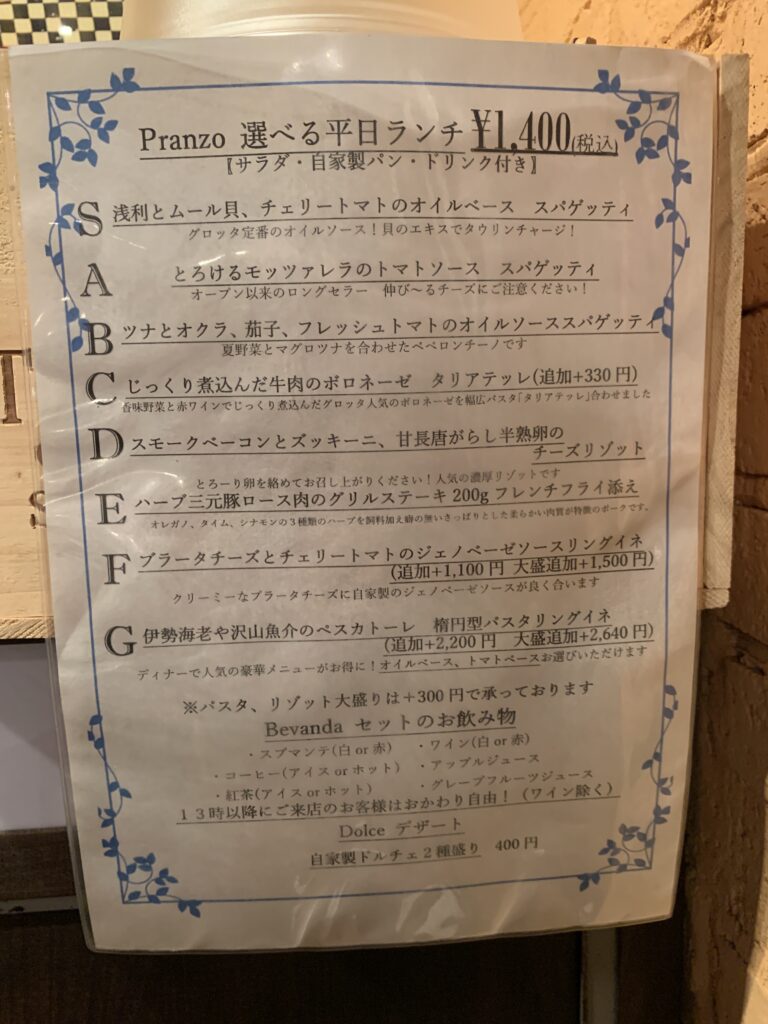 Pranzo 選べる平日ランチ ¥1,400(税込)
〖サラダ・自家製パン・ドリンク付き〗
S 浅利とムール貝、チェリートマトのオイルベース スパゲッティ
グロッタ定番のオイルソース！貝のエキスでタウリンチャージ！
A とろけるモッツァレラのトマトソース スパゲッティ
オープン以来のロングセラー 伸び～るチーズにご注意ください！
B ツナとオクラ、茄子、フレッシュトマトのオイルソーススパゲッティ
夏野菜とマグロツナを合わせたペペロンチーノです
C じっくり煮込んだ牛肉のボロネーゼ タリアテッレ(追加+330円)
香味野菜と赤ワインでじっくり煮込んだグロッタ人気のボロネーゼを幅広パスタ「タリアテッレ」合わせました
D スモークベーコンとズッキーニ、甘長唐がらし半熟卵の
チーズリゾット
とろーり卵を絡めてお召し上がりください！人気の濃厚リゾットです
E ハーブ三元豚ロース肉のグリルステーキ 200g フレンチフライ添え
オレガノ、タイム、シナモンの３種類のハーブを飼料加え癖の無いさっぱりとした柔らかい肉質が特徴のポークです。
F ブラータチーズとチェリートマトのジェノベーゼソースリングイネ
(追加+1,100円 大盛追加+1,500円)
クリーミーなブラータチーズに自家製のジェノベーゼソースが良く合います
G 伊勢海老や沢山魚介のペスカトーレ 楕円型パスタリングイネ
(追加+2,200円 大盛追加+2,640円)
ディナーで人気の豪華メニューがお得に！オイルベース、トマトベースお選びいただけます
※パスタ、リゾット大盛りは＋300円で承っております
Bevanda セットのお飲み物
・スプマンテ(白 or 赤) ・ワイン(白 or 赤)
・コーヒー(アイス or ホット) ・アップルジュース
・紅茶(アイス or ホット) ・グレープフルーツジュース
１３時以降にご来店のお客様はおかわり自由！（ワイン除く）
Dolce デザート
自家製ドルチェ２種盛り 400円